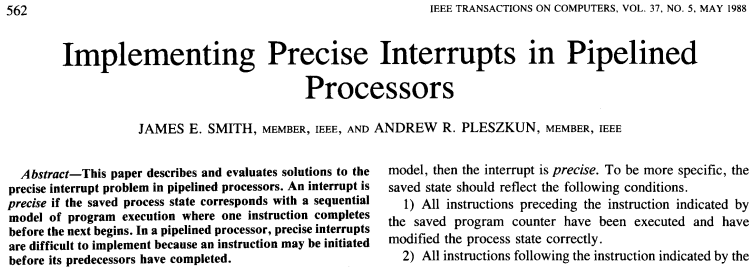 562
IEEE TRANSACTIONS ON COMPUTERS, VOL. 37, NO. 5, MAY 1988
Implementing Precise Interrupts in Pipelined
Processors
JAMES E. SMITH, MEMBER, IEEE, AND ANDREW R. PLESZKUN, MEMBER, IEEE
Abstract—This paper describes and evaluates solutions to the
precise interrupt problem in pipelined processors. An interrupt is
precise if the saved process state corresponds with a sequential
model of program execution where one instruction completes
before the next begins. In a pipelined processor, precise interrupts
are difficult to implement because an instruction may be initiated
before its predecessors have completed.
model, then the interrupt is precise. To be more specific, the
saved state should reflect the following conditions.
1) All instructions preceding the instruction indicated by
the saved program counter have been executed and have
modified the process state correctly.
2) All instructions following the instruction indicated by the